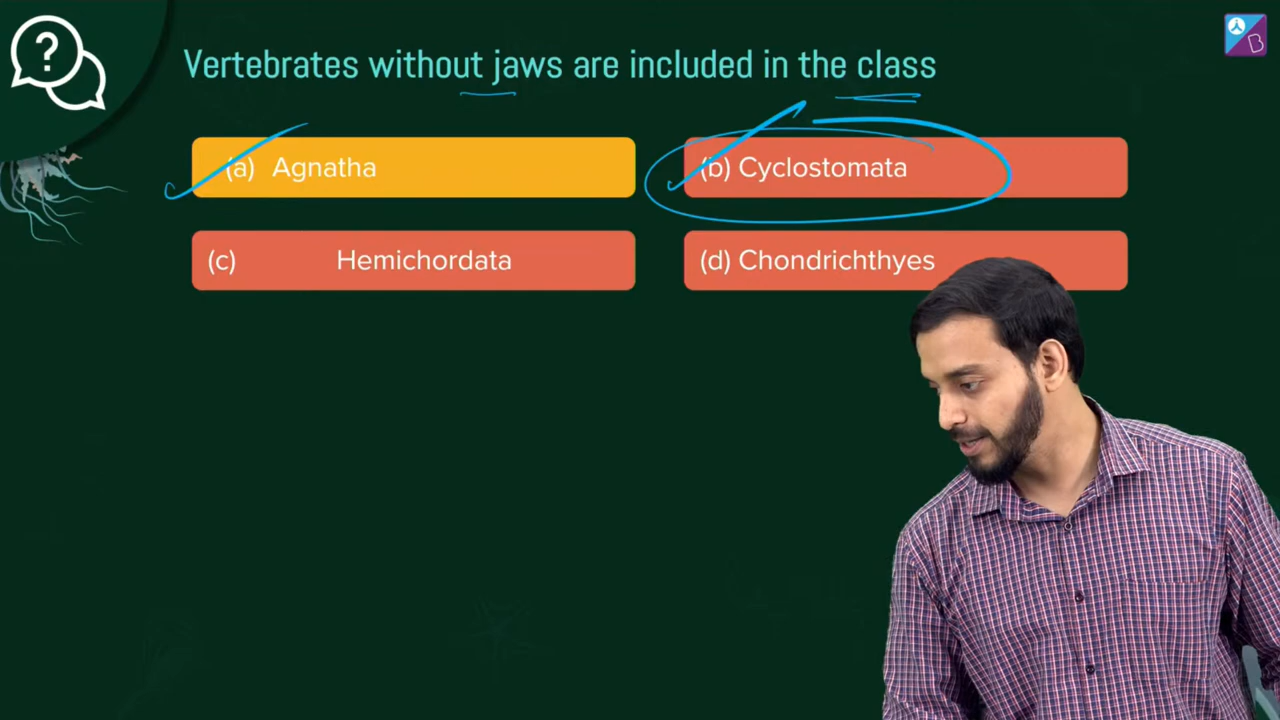 ?
Vertebrates without jaws are included in the class
(a) Agnatha
(b) Cyclostomata
(c) Hemichordata
(d) Chondrichthyes
B